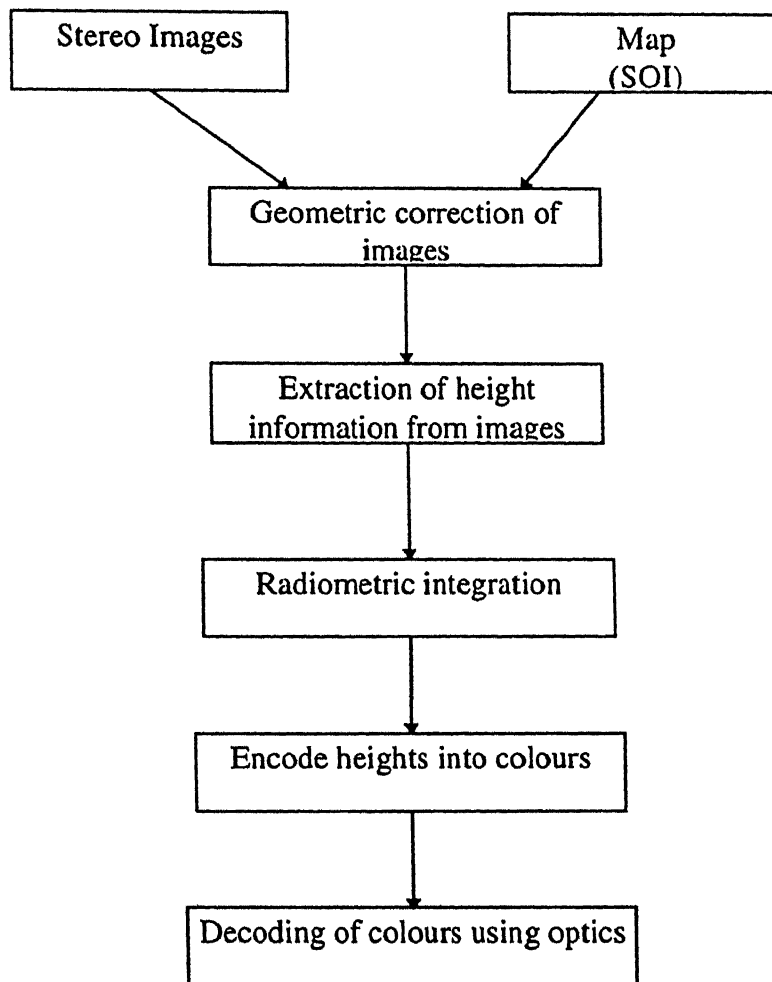 Stereo Images
Map
(SOI)
Geometric correction of
images
Extraction of height
information from images
Radiometric integration
Encode heights into colours
Decoding of colours using optics